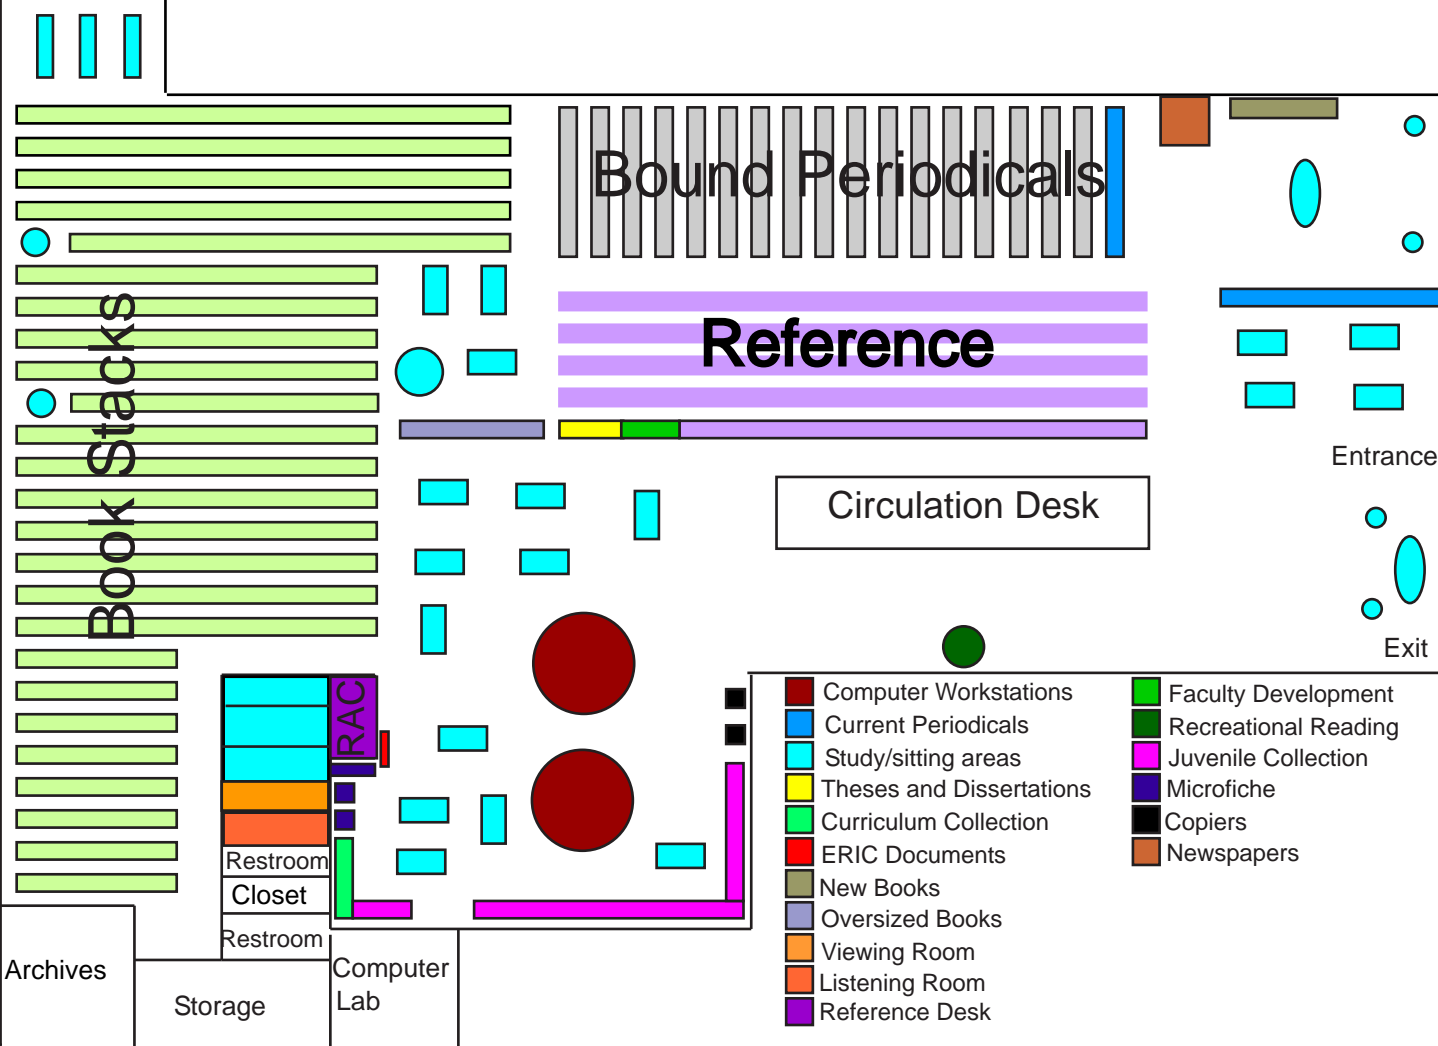 Bound Periodicals
Reference
Book Stacks
Entrance
Circulation Desk
Exit
RAC
Restroom
Closet
Restroom
Archives
Storage
Computer
Lab
Computer Workstations
Current Periodicals
Study/sitting areas
Theses and Dissertations
Curriculum Collection
ERIC Documents
New Books
Oversized Books
Viewing Room
Listening Room
Reference Desk
Faculty Development
Recreational Reading
Juvenile Collection
Microfiche
Copiers
Newspapers